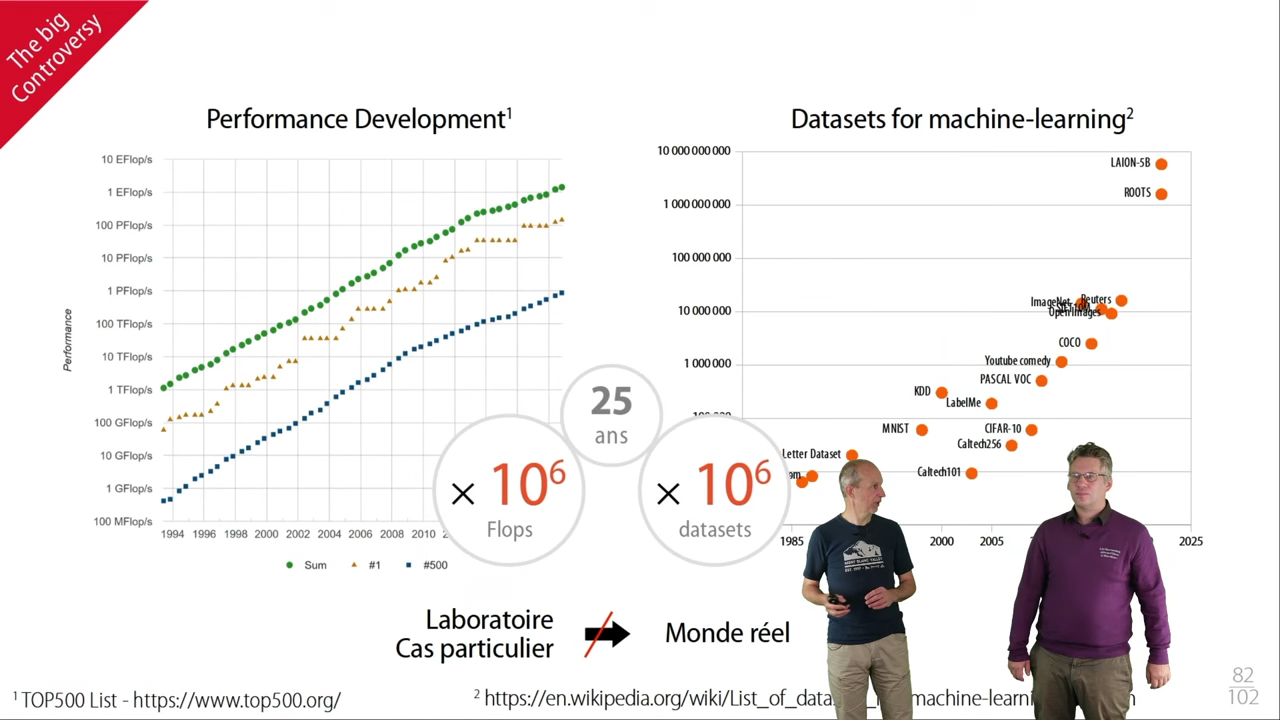 The big
Controversy
Performance Development¹
10 EFlop/s
1 EFlop/s
100 PFlop/s
10 PFlop/s
1 PFlop/s
100 TFlop/s
10 TFlop/s
1 TFlop/s
100 GFlop/s
10 GFlop/s
1 GFlop/s
100 MFlop/s
Performance
1994 1996 1998 2000 2002 2004 2006 2008 2010
Sum #1 #500
Datasets for machine-learning²
10 000 000 000
1 000 000 000
100 000 000
10 000 000
1 000 000
LAION-5B
ROOTS
ImageNet
Reuters
OpenImages
COCO
Youtube comedy
PASCAL VOC
KDD
LabelMe
MNIST
CIFAR-10
Caltech256
Letter Dataset
Caltech101
1985 2000 2005 2025
25
ans
× 10⁶
Flops
× 10⁶
datasets
Laboratoire
Cas particulier
Monde réel
¹ TOP500 List - https://www.top500.org/
² https://en.wikipedia.org/wiki/List_of_data machine-learni
82
102